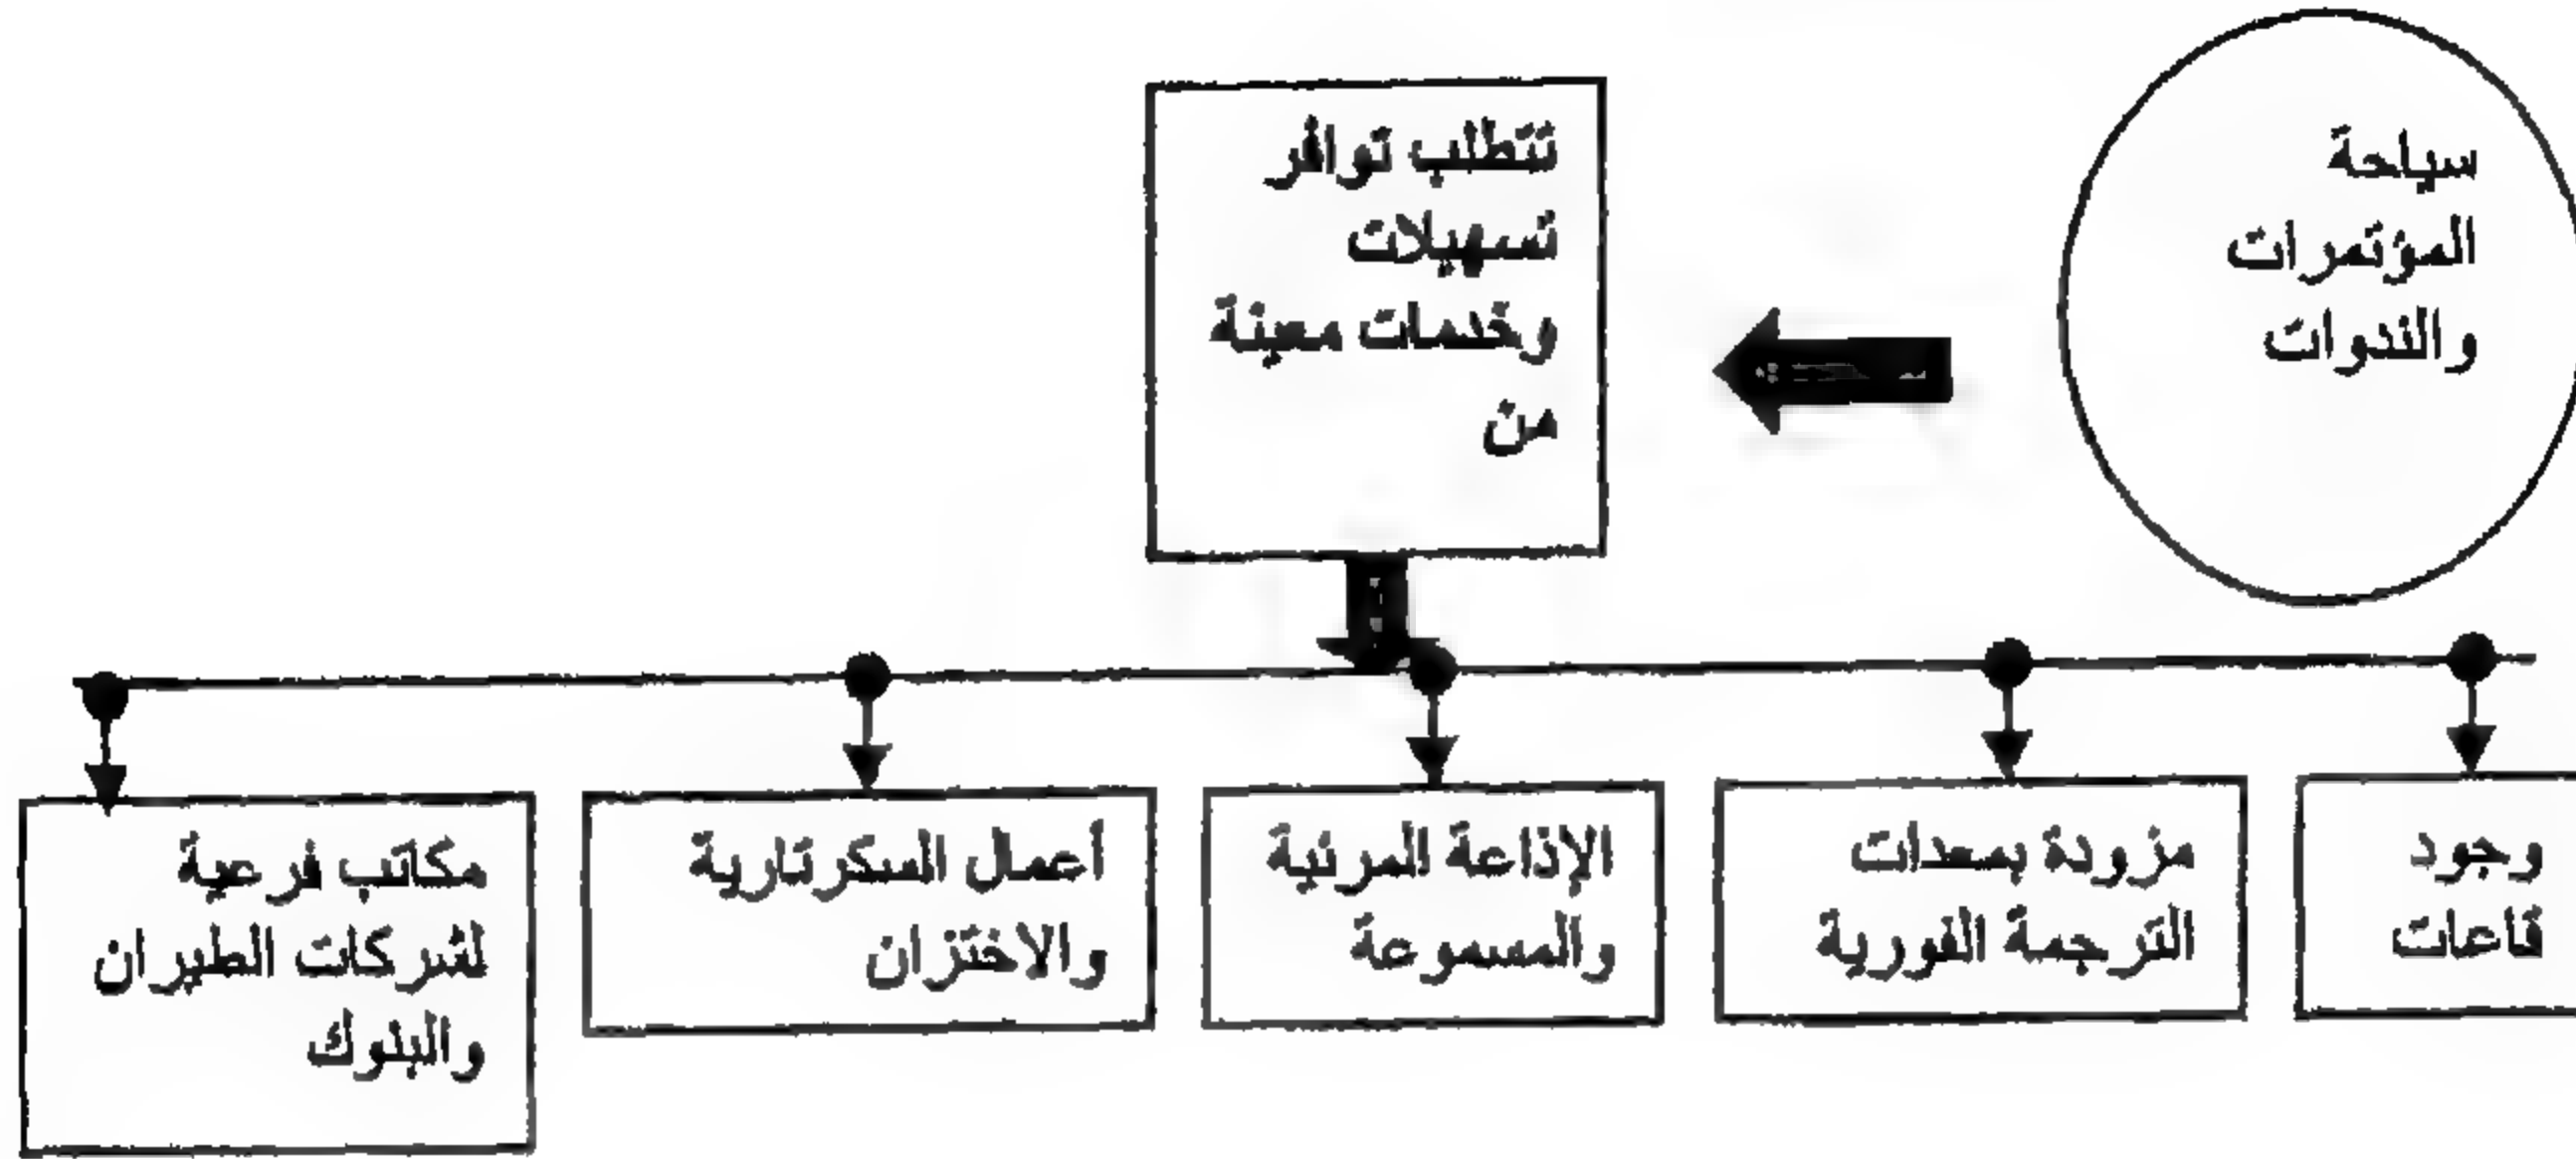 سياحة
المؤتمرات
والندوات
تتطلب توافر
تسهيلات
وخدمات معينة
من
وجود
قاعات
مزودة بمعدات
الترجمة الفورية
الإذاعة المرئية
والمسموعة
أعمال السكرتارية
والاختزان
مكاتب فرعية
لشركات الطيران
والبلوك